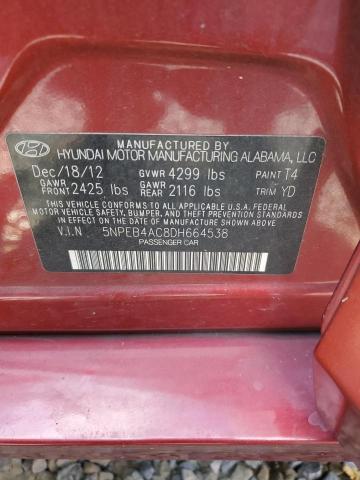 MANUFACTURED BY
HYUNDAI MOTOR MANUFACTURING ALABAMA, LLC
Dec/18/12 GVWR 4299 lbs PAINT T4
GAWR FRONT 2425 lbs GAWR REAR 2116 lbs TRIM YD
THIS VEHICLE CONFORMS TO ALL APPLICABLE U.S.A. FEDERAL
MOTOR VEHICLE SAFETY, BUMPER, AND THEFT PREVENTION STANDARDS
IN EFFECT ON THE DATE OF MANUFACTURE SHOWN ABOVE.
V.I.N 5NPEB4AC8DH664538
PASSENGER CAR